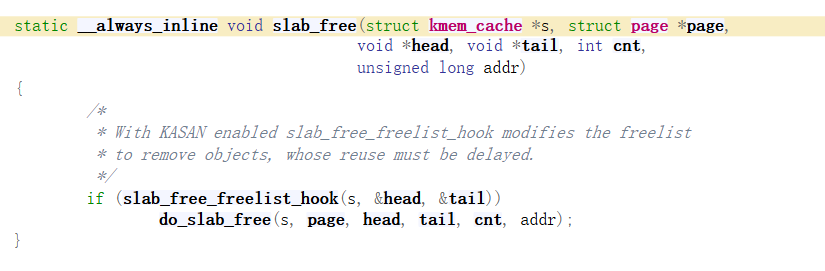 static __always_inline void slab_free(struct kmem_cache *s, struct page *page,
void *head, void *tail, int cnt,
unsigned long addr)
{
/*
* With KASAN enabled slab_free_freelist_hook modifies the freelist
* to remove objects, whose reuse must be delayed.
*/
if (slab_free_freelist_hook(s, &head, &tail))
do_slab_free(s, page, head, tail, cnt, addr);
}